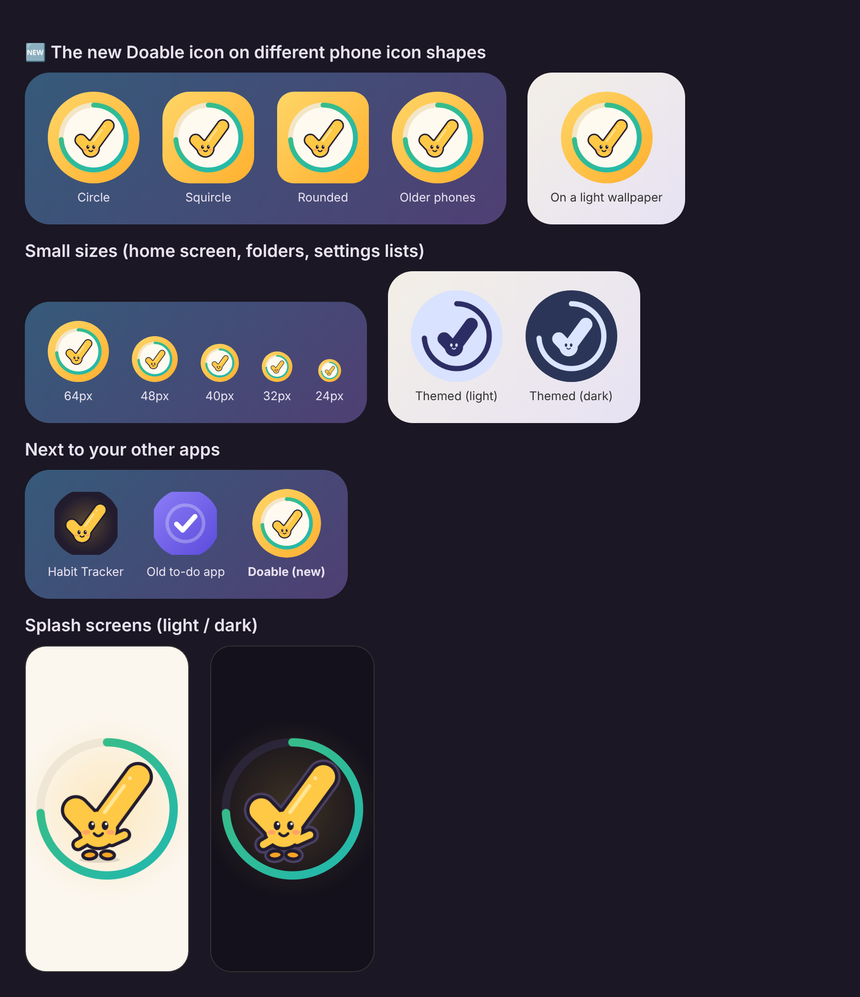 🆕 The new Doable icon on different phone icon shapes
Circle
Squircle
Rounded
Older phones
On a light wallpaper
Small sizes (home screen, folders, settings lists)
64px
48px
40px
32px
24px
Themed (light)
Themed (dark)
Next to your other apps
Habit Tracker
Old to-do app
Doable (new)
Splash screens (light / dark)